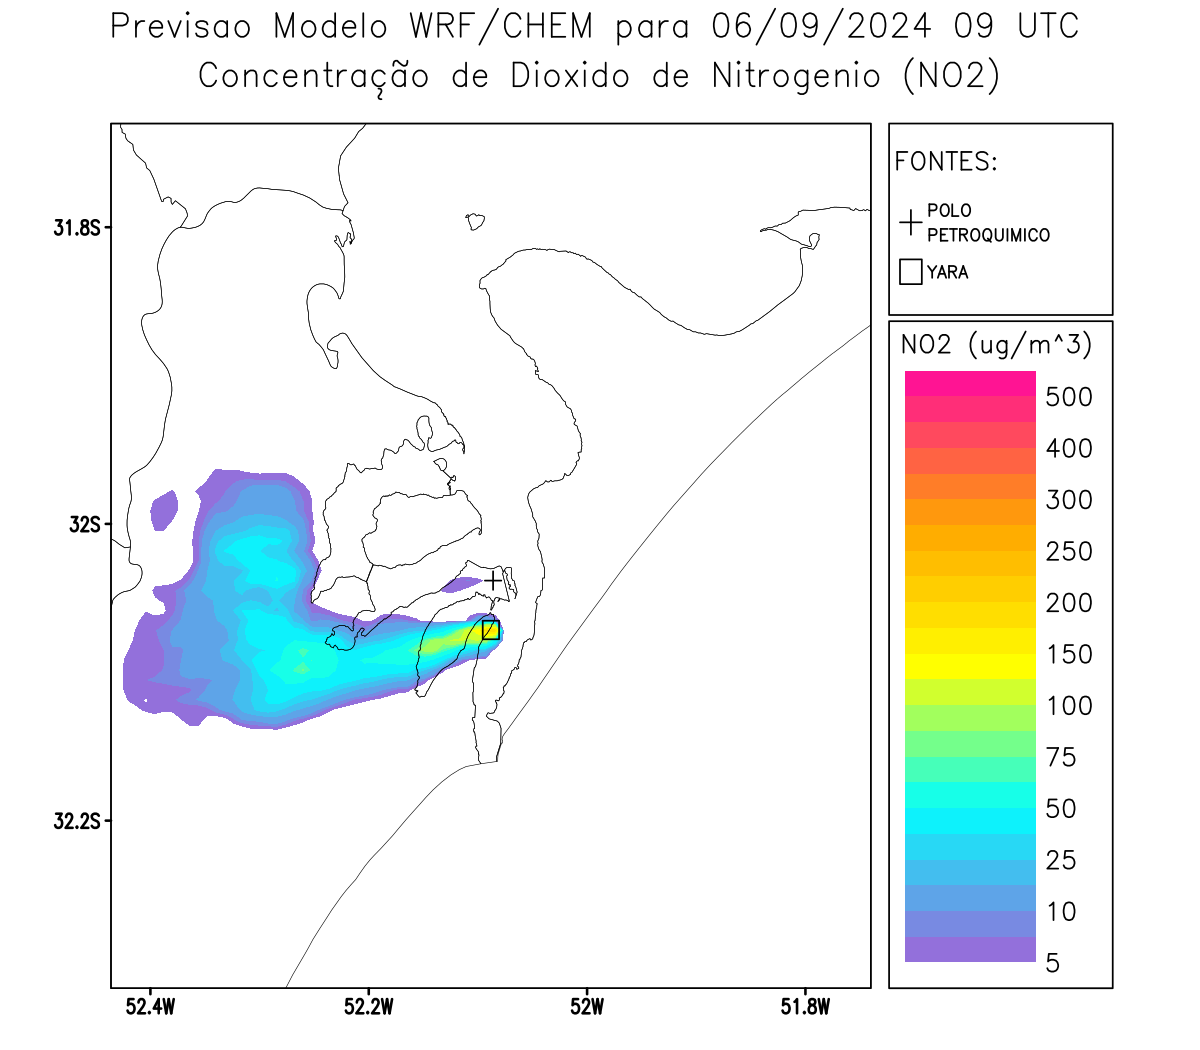 Previsao Modelo WRF/CHEM para 06/09/2024 09 UTC
Concentração de Dioxido de Nitrogenio (NO2)
FONTES:
POLO
PETROQUIMICO
YARA
31.8S
32S
32.2S
52.4W
52.2W
52W
51.8W
NO2 (ug/m^3)
500
400
300
250
200
150
100
75
50
25
10
5